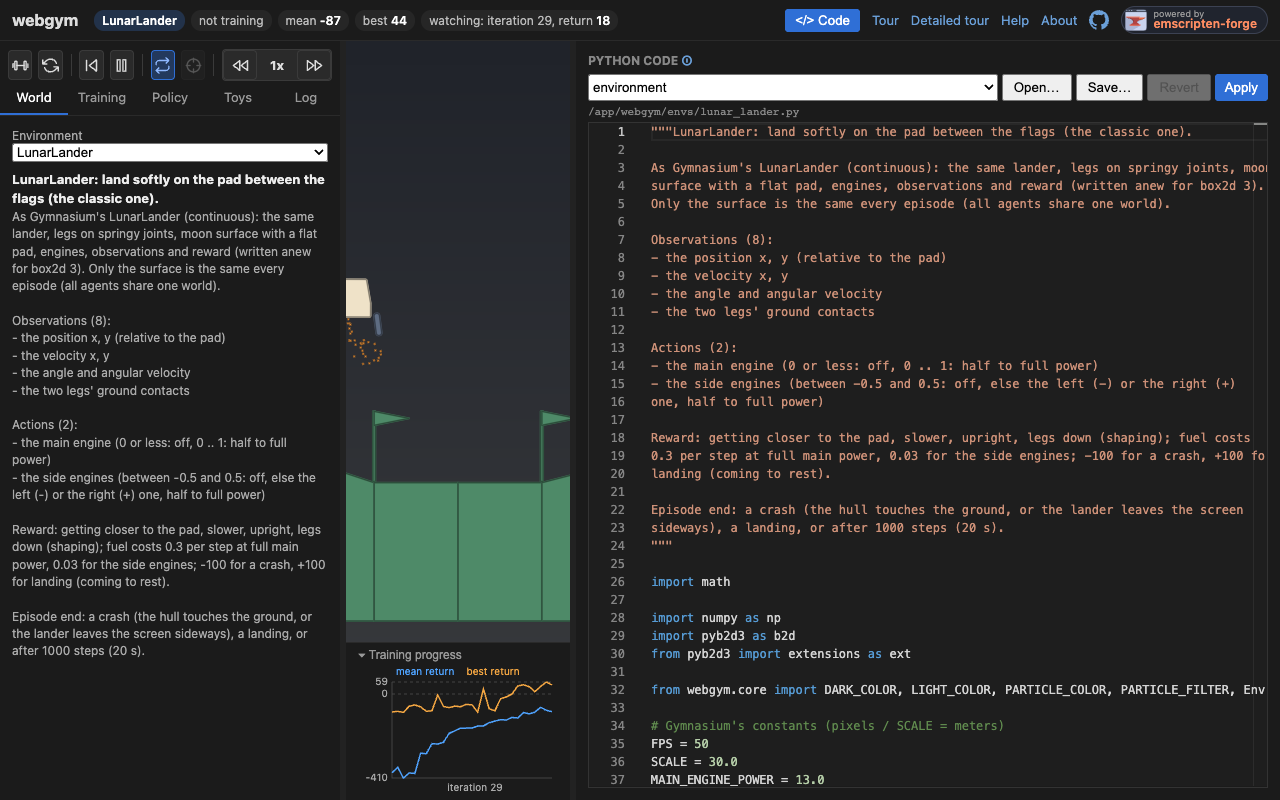 webgym
LunarLander
not training
mean -87
best 44
watching: iteration 29, return 18
</> Code
Tour
Detailed tour
Help
About
powered by
emscripten-forge
1x
World
Training
Policy
Toys
Log
Environment
LunarLander
LunarLander: land softly on the pad between the
flags (the classic one).
As Gymnasium's LunarLander (continuous): the same
lander, legs on springy joints, moon surface with a flat
pad, engines, observations and reward (written anew
for box2d 3). Only the surface is the same every
episode (all agents share one world).
Observations (8):
- the position x, y (relative to the pad)
- the velocity x, y
- the angle and angular velocity
- the two legs' ground contacts
Actions (2):
- the main engine (0 or less: off, 0 .. 1: half to full
power)
- the side engines (between -0.5 and 0.5: off, else the
left (-) or the right (+) one, half to full power)
Reward: getting closer to the pad, slower, upright, legs
down (shaping); fuel costs 0.3 per step at full main
power, 0.03 for the side engines; -100 for a crash, +100
for landing (coming to rest).
Episode end: a crash (the hull touches the ground, or
the lander leaves the screen sideways), a landing, or
after 1000 steps (20 s).
Training progress
mean return
best return
59
0
-410
iteration 29
PYTHON CODE
environment
Open...
Save...
Revert
Apply
/app/webgym/envs/lunar_lander.py
1 """LunarLander: land softly on the pad between the flags (the classic one).
2
3 As Gymnasium's LunarLander (continuous): the same lander, legs on springy joints, moon
4 surface with a flat pad, engines, observations and reward (written anew for box2d 3).
5 Only the surface is the same every episode (all agents share one world).
6
7 Observations (8):
8 - the position x, y (relative to the pad)
9 - the velocity x, y
10 - the angle and angular velocity
11 - the two legs' ground contacts
12
13 Actions (2):
14 - the main engine (0 or less: off, 0 .. 1: half to full power)
15 - the side engines (between -0.5 and 0.5: off, else the left (-) or the right (+)
16 one, half to full power)
17
18 Reward: getting closer to the pad, slower, upright, legs down (shaping); fuel costs
19 0.3 per step at full main power, 0.03 for the side engines; -100 for a crash, +100 fo
20 landing (coming to rest).
21
22 Episode end: a crash (the hull touches the ground, or the lander leaves the screen
23 sideways), a landing, or after 1000 steps (20 s).
24 """
25
26 import math
27
28 import numpy as np
29 import pyb2d3 as b2d
30 from pyb2d3 import extensions as ext
31
32 from webgym.core import DARK_COLOR, LIGHT_COLOR, PARTICLE_COLOR, PARTICLE_FILTER, Env
33
34 # Gymnasium's constants (pixels / SCALE = meters)
35 FPS = 50
36 SCALE = 30.0
37 MAIN_ENGINE_POWER = 13.0